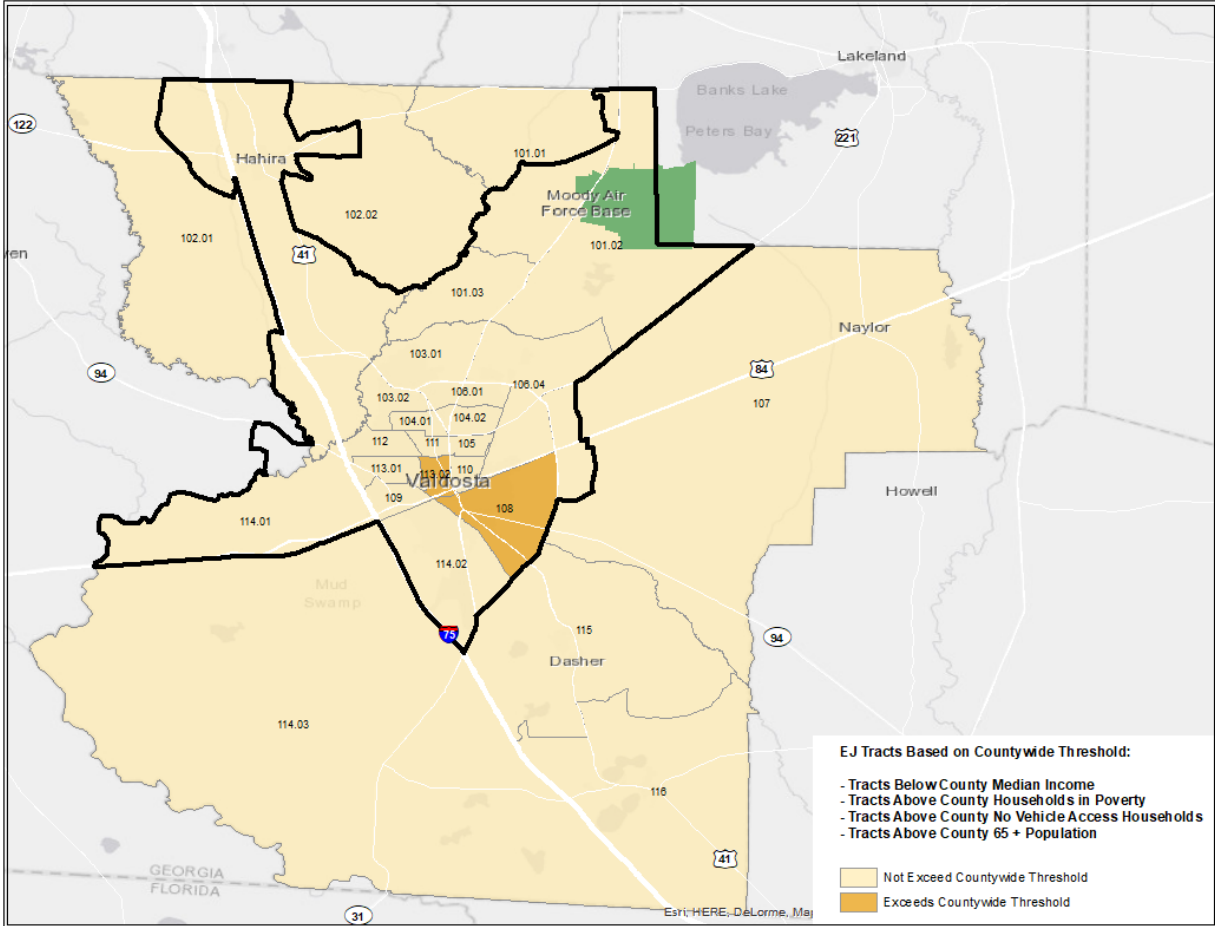 Lakeland
Banks Lake
122
Peters Bay
221
Hahira
101.01
Moody Air
Force Base
102.02
102.01
101.02
41
101.03
Naylor
103.01
94
84
106.04
106.01
107
103.02
104.01
104.02
112
111
105
113.01
113.02
110
Valdosta
Howell
109
108
114.01
114.02
Mud
Swamp
75
115
94
Dasher
114.03
116
41
GEORGIA
FLORIDA
31
Esri, HERE, DeLorme,
EJ Tracts Based on Countywide Threshold:
- Tracts Below County Median Income
- Tracts Above County Households in Poverty
- Tracts Above County No Vehicle Access Households
- Tracts Above County 65 + Population
Not Exceed Countywide Threshold
Exceeds Countywide Threshold